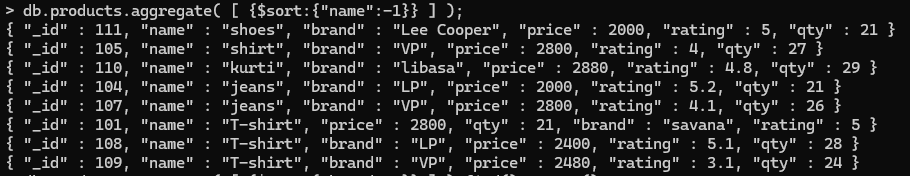 > db.products.aggregate( [ {$sort:{"name":-1}} ] );
{ "_id" : 111, "name" : "shoes", "brand" : "Lee Cooper", "price" : 2000, "rating" : 5, "qty" : 21 }
{ "_id" : 105, "name" : "shirt", "brand" : "VP", "price" : 2800, "rating" : 4, "qty" : 27 }
{ "_id" : 110, "name" : "kurti", "brand" : "libasa", "price" : 2880, "rating" : 4.8, "qty" : 29 }
{ "_id" : 104, "name" : "jeans", "brand" : "LP", "price" : 2000, "rating" : 5.2, "qty" : 21 }
{ "_id" : 107, "name" : "jeans", "brand" : "VP", "price" : 2800, "rating" : 4.1, "qty" : 26 }
{ "_id" : 101, "name" : "T-shirt", "price" : 2800, "qty" : 21, "brand" : "savana", "rating" : 5 }
{ "_id" : 108, "name" : "T-shirt", "brand" : "LP", "price" : 2400, "rating" : 5.1, "qty" : 28 }
{ "_id" : 109, "name" : "T-shirt", "brand" : "VP", "price" : 2480, "rating" : 3.1, "qty" : 24 }